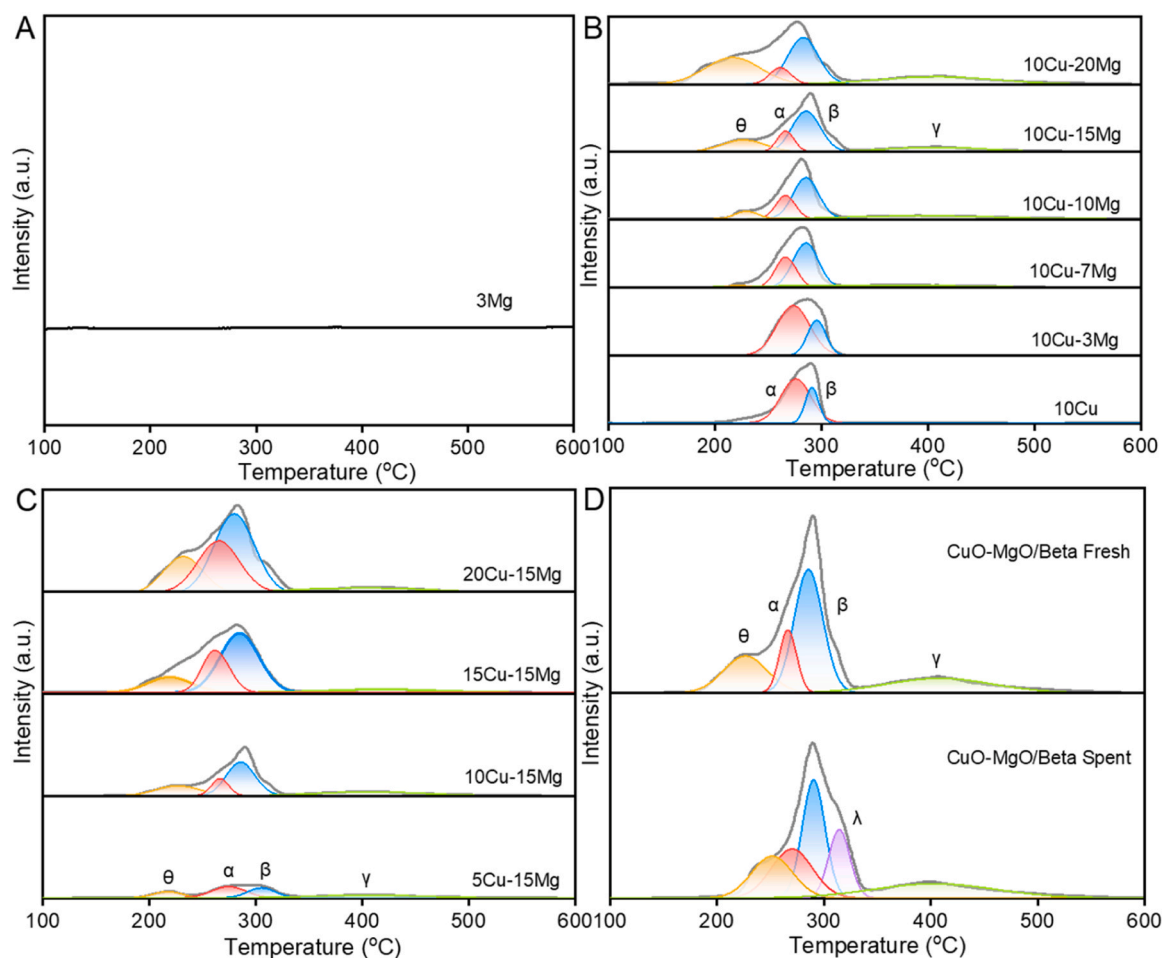 A
Intensity (a.u.)
3Mg
100 200 300 400 500 600
Temperature (°C)
B
Intensity (a.u.)
10Cu-20Mg
θ α β γ 10Cu-15Mg
10Cu-10Mg
10Cu-7Mg
10Cu-3Mg
α β 10Cu
100 200 300 400 500 600
Temperature (°C)
C
Intensity (a.u.)
20Cu-15Mg
15Cu-15Mg
10Cu-15Mg
θ α β γ 5Cu-15Mg
100 200 300 400 500 600
Temperature (°C)
D
Intensity (a.u.)
CuO-MgO/Beta Fresh
θ α β γ
CuO-MgO/Beta Spent
λ
100 200 300 400 500 600
Temperature (°C)